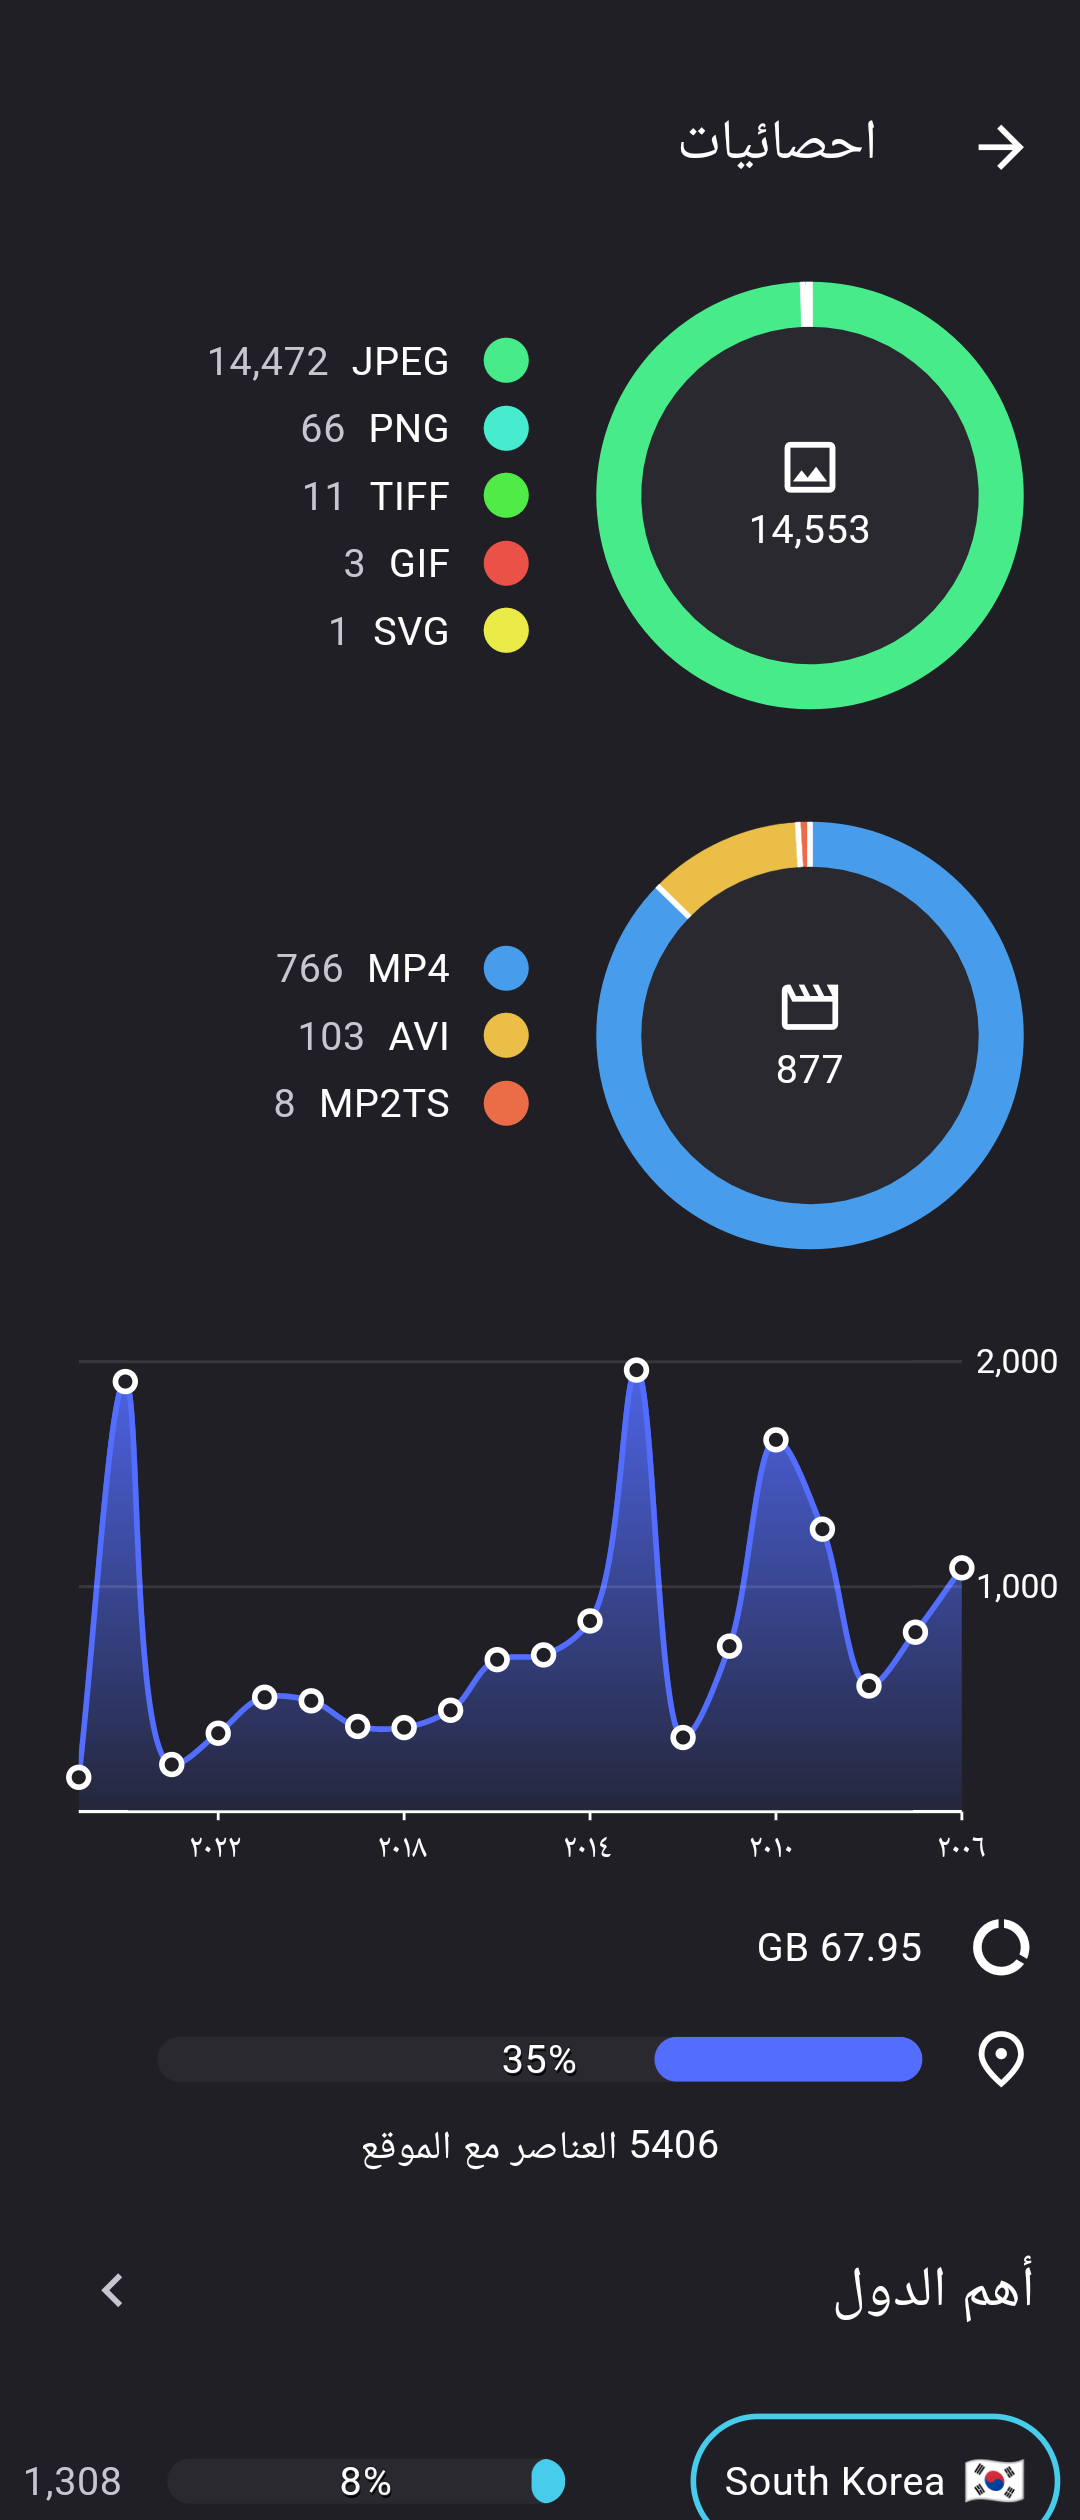 احصائيات
JPEG 14,472
PNG 66
TIFF 11
GIF 3
SVG 1
14,553
MP4 766
AVI 103
MP2TS 8
877
2,000
1,000
٢٠٠٦ ٢٠١٠ ٢٠١٤ ٢٠١٨ ٢٠٢٢
67.95 GB
35%
5406 العناصر مع الموقع
أهم الدول
South Korea 8% 1,308